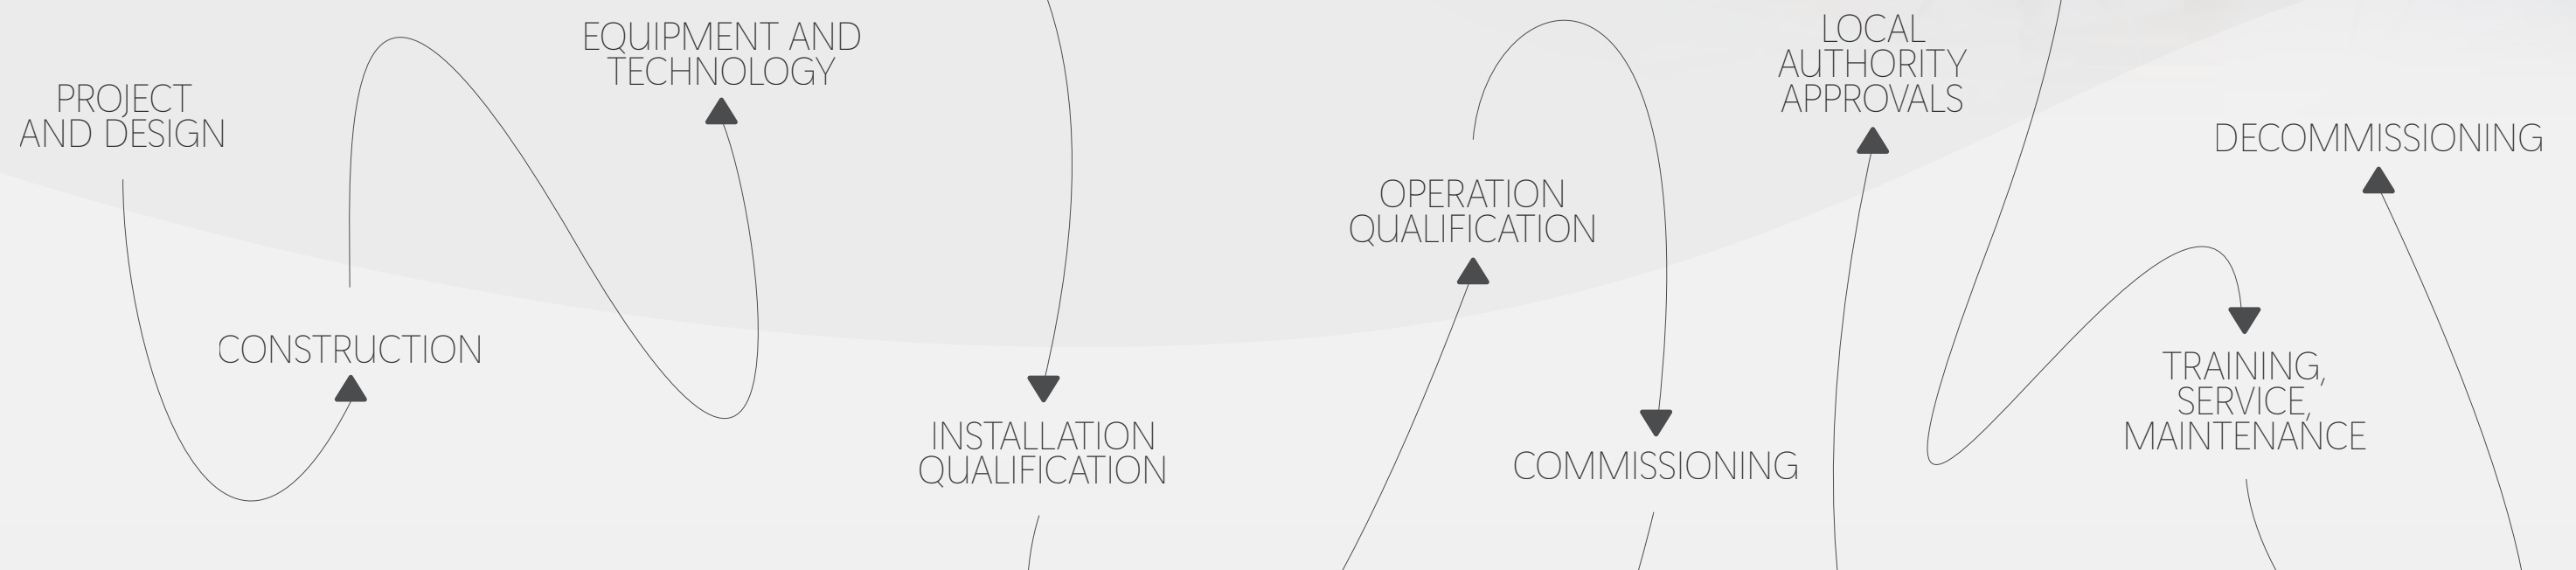 PROJECT
AND DESIGN
CONSTRUCTION
EQUIPMENT AND
TECHNOLOGY
INSTALLATION
QUALIFICATION
OPERATION
QUALIFICATION
COMMISSIONING
LOCAL
AUTHORITY
APPROVALS
TRAINING,
SERVICE,
MAINTENANCE
DECOMMISSIONING